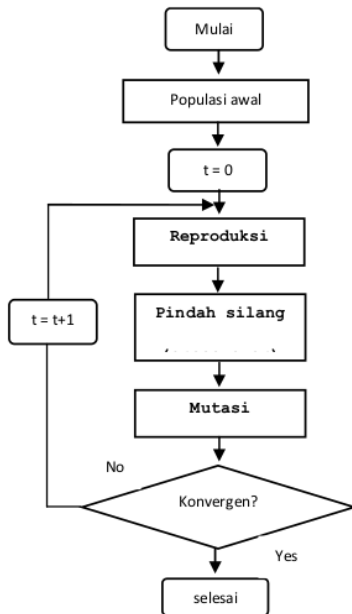 Mulai
Populasi awal
t = 0
Reproduksi
Pindah silang
t = t+1
Mutasi
No
Konvergen?
Yes
selesai